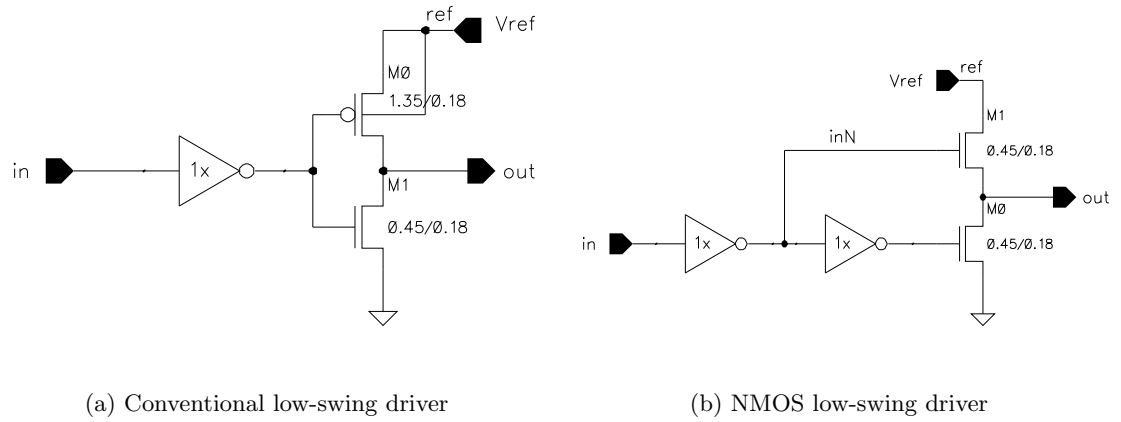 ref
Vref
MØ
1.35/0.18
in
1x
out
M1
0.45/0.18
(a) Conventional low-swing driver
ref
Vref
M1
inN
0.45/0.18
out
MØ
in
1x
1x
0.45/0.18
(b) NMOS low-swing driver